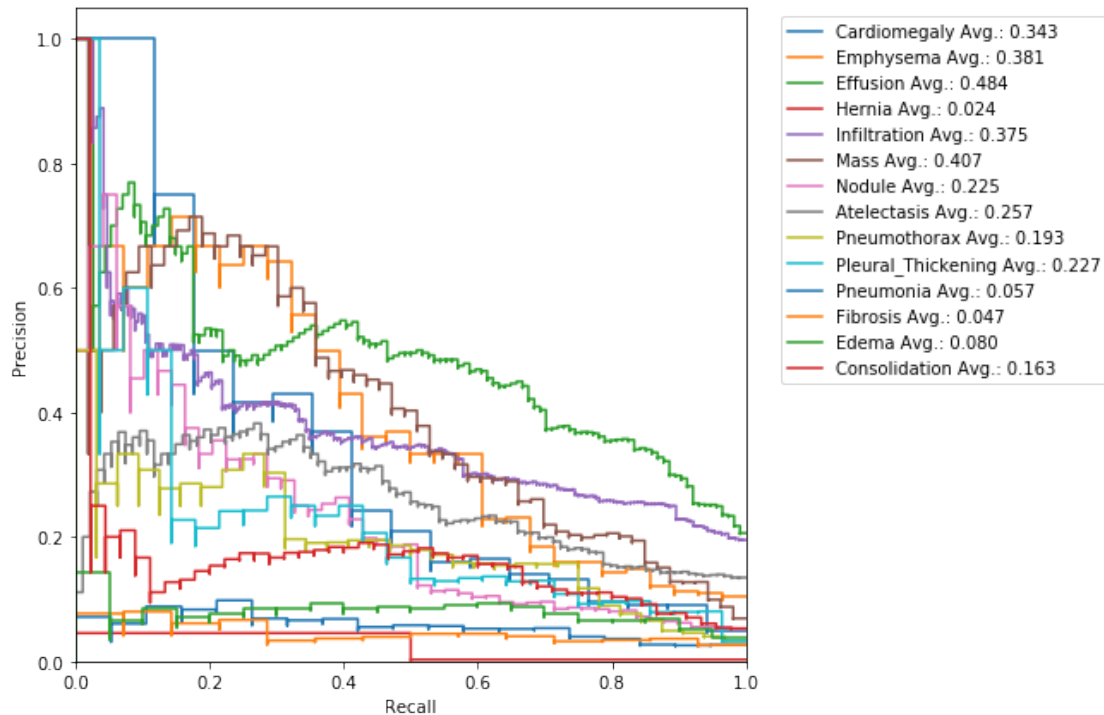 1.0
0.8
0.6
0.4
0.2
0.0
Precision
0.0 0.2 0.4 0.6 0.8 1.0
Recall
Cardiomegaly Avg.: 0.343
Emphysema Avg.: 0.381
Effusion Avg.: 0.484
Hernia Avg.: 0.024
Infiltration Avg.: 0.375
Mass Avg.: 0.407
Nodule Avg.: 0.225
Atelectasis Avg.: 0.257
Pneumothorax Avg.: 0.193
Pleural_Thickening Avg.: 0.227
Pneumonia Avg.: 0.057
Fibrosis Avg.: 0.047
Edema Avg.: 0.080
Consolidation Avg.: 0.163